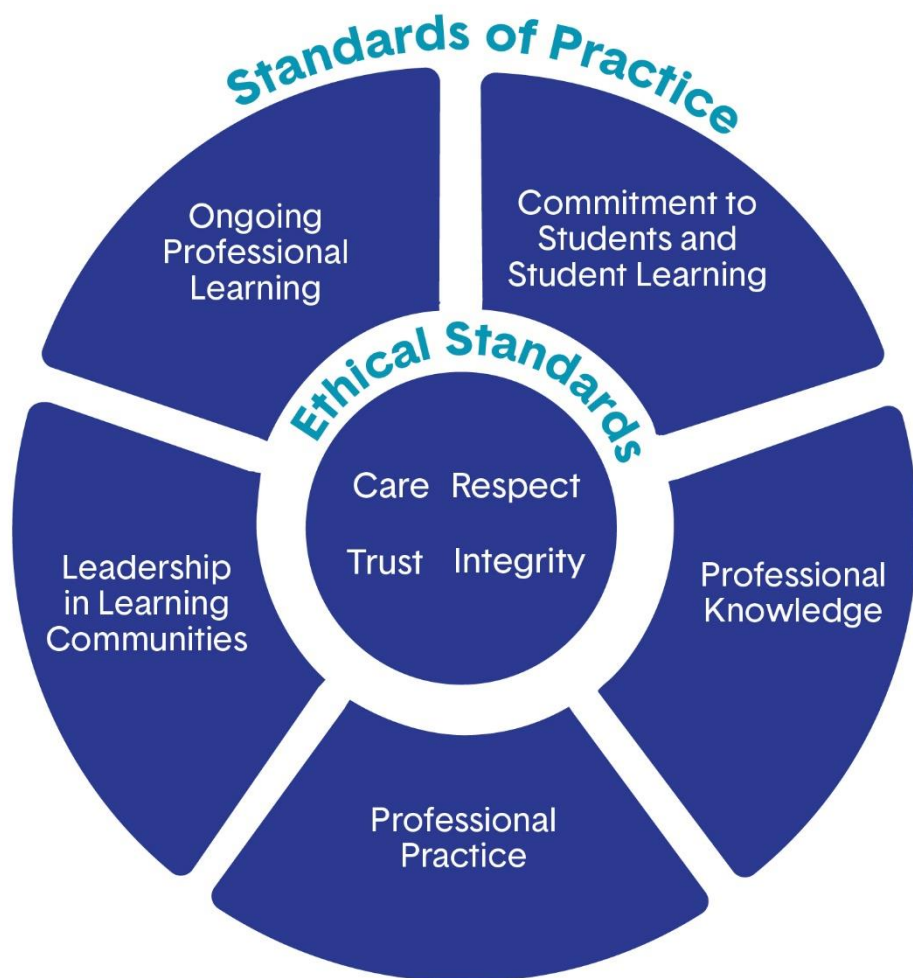 Standards of Practice
Ongoing
Professional
Learning
Commitment to
Students and
Student Learning
Ethical Standards
Care Respect
Trust Integrity
Leadership
in Learning
Communities
Professional
Knowledge
Professional
Practice